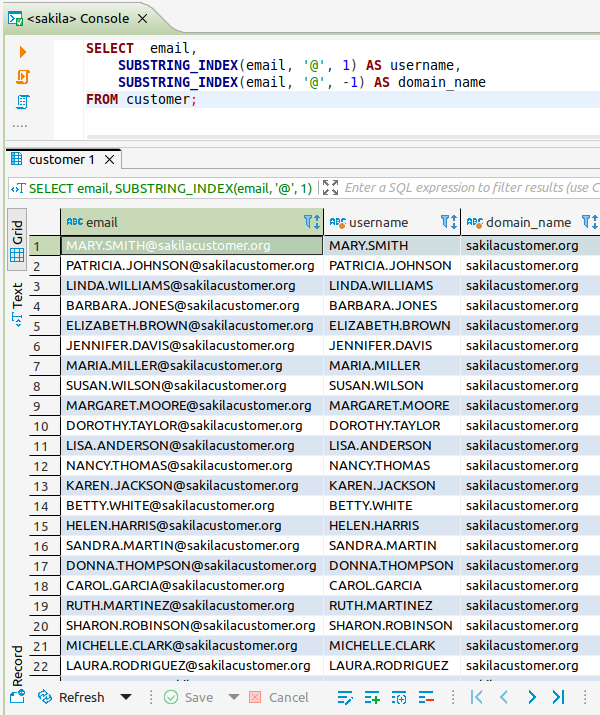 <sakila> Console
SELECT  email,
    SUBSTRING_INDEX(email, '@', 1) AS username,
    SUBSTRING_INDEX(email, '@', -1) AS domain_name
FROM customer;
customer 1
SELECT email, SUBSTRING_INDEX(email, '@', 1) Enter a SQL expression to filter results (use C
Grid
Text
Record
ABC email ABC username ABC domain_name
1 MARY.SMITH@sakilacustomer.org MARY.SMITH sakilacustomer.org
2 PATRICIA.JOHNSON@sakilacustomer.org PATRICIA.JOHNSON sakilacustomer.org
3 LINDA.WILLIAMS@sakilacustomer.org LINDA.WILLIAMS sakilacustomer.org
4 BARBARA.JONES@sakilacustomer.org BARBARA.JONES sakilacustomer.org
5 ELIZABETH.BROWN@sakilacustomer.org ELIZABETH.BROWN sakilacustomer.org
6 JENNIFER.DAVIS@sakilacustomer.org JENNIFER.DAVIS sakilacustomer.org
7 MARIA.MILLER@sakilacustomer.org MARIA.MILLER sakilacustomer.org
8 SUSAN.WILSON@sakilacustomer.org SUSAN.WILSON sakilacustomer.org
9 MARGARET.MOORE@sakilacustomer.org MARGARET.MOORE sakilacustomer.org
10 DOROTHY.TAYLOR@sakilacustomer.org DOROTHY.TAYLOR sakilacustomer.org
11 LISA.ANDERSON@sakilacustomer.org LISA.ANDERSON sakilacustomer.org
12 NANCY.THOMAS@sakilacustomer.org NANCY.THOMAS sakilacustomer.org
13 KAREN.JACKSON@sakilacustomer.org KAREN.JACKSON sakilacustomer.org
14 BETTY.WHITE@sakilacustomer.org BETTY.WHITE sakilacustomer.org
15 HELEN.HARRIS@sakilacustomer.org HELEN.HARRIS sakilacustomer.org
16 SANDRA.MARTIN@sakilacustomer.org SANDRA.MARTIN sakilacustomer.org
17 DONNA.THOMPSON@sakilacustomer.org DONNA.THOMPSON sakilacustomer.org
18 CAROL.GARCIA@sakilacustomer.org CAROL.GARCIA sakilacustomer.org
19 RUTH.MARTINEZ@sakilacustomer.org RUTH.MARTINEZ sakilacustomer.org
20 SHARON.ROBINSON@sakilacustomer.org SHARON.ROBINSON sakilacustomer.org
21 MICHELLE.CLARK@sakilacustomer.org MICHELLE.CLARK sakilacustomer.org
22 LAURA.RODRIGUEZ@sakilacustomer.org LAURA.RODRIGUEZ sakilacustomer.org
Refresh Save Cancel